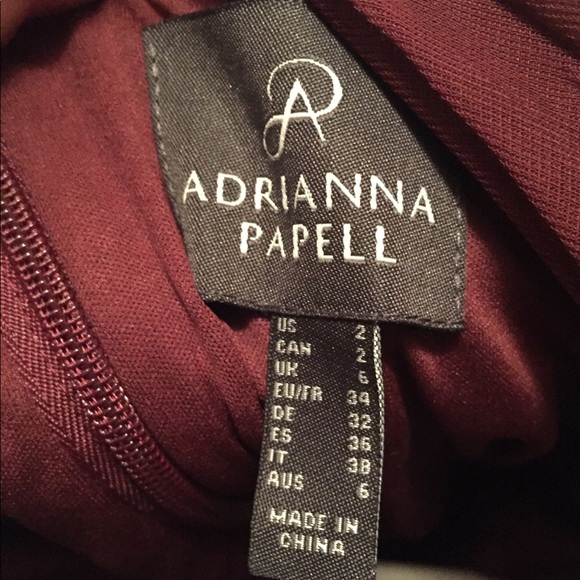 AP
ADRIANNA
PAPELL
US 2
CAN 2
UK 6
EU/FR 34
DE 32
ES 36
IT 38
AUS 6
MADE IN
CHINA